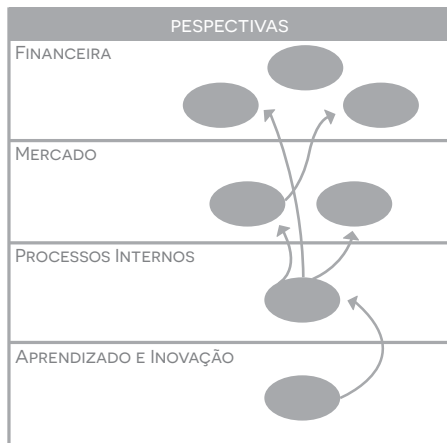 PESPECTIVAS
FINANCEIRA
MERCADO
PROCESSOS INTERNOS
APRENDIZADO E INOVAÇÃO